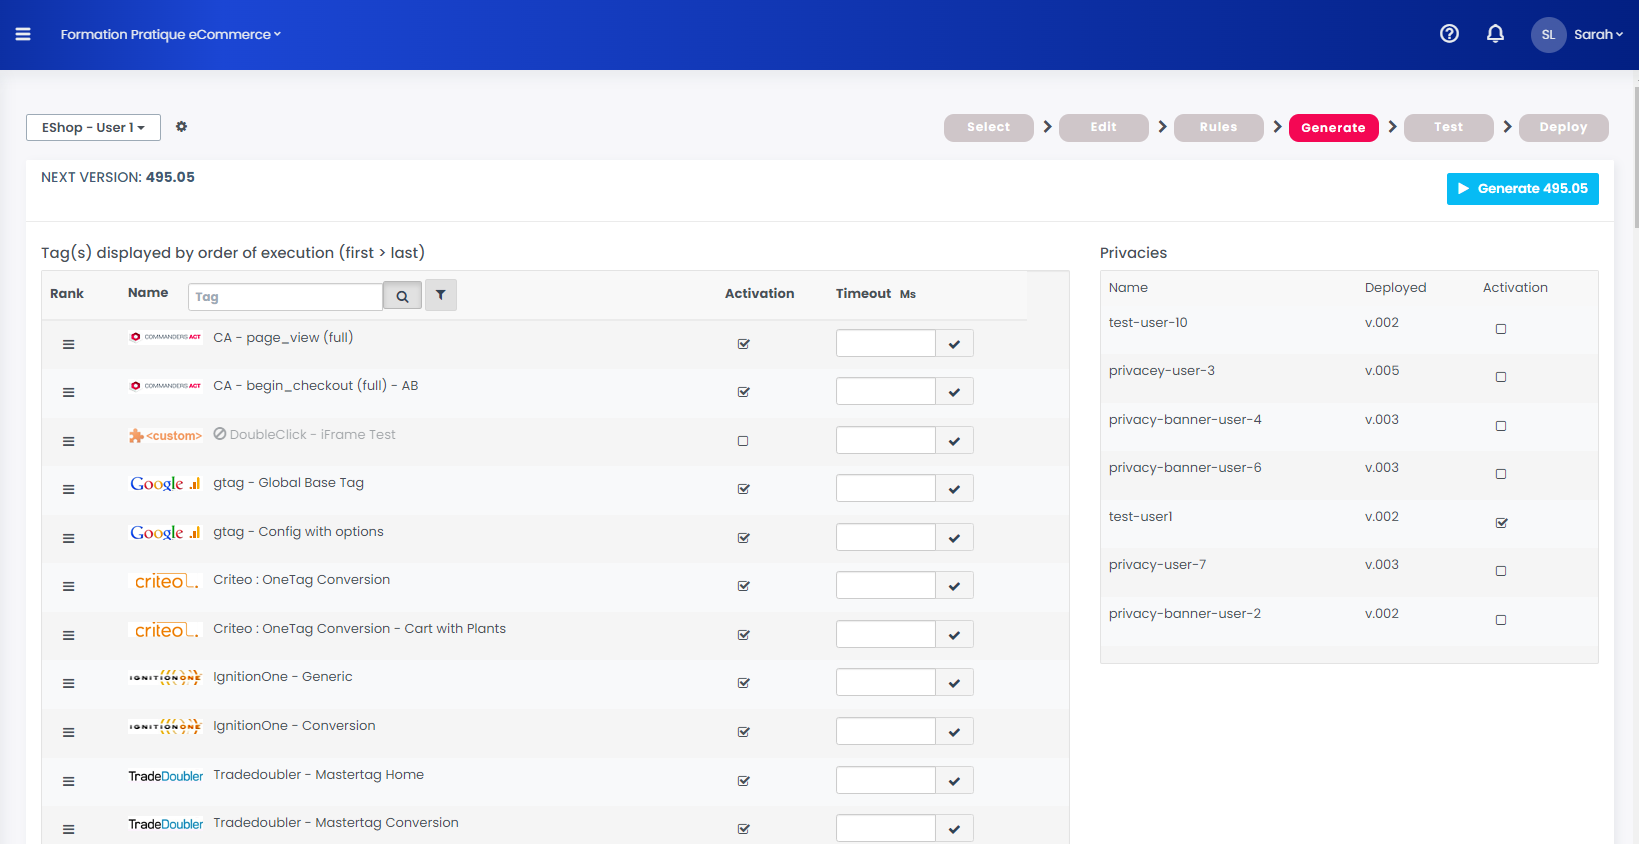 Formation Pratique eCommerce
SL Sarah
EShop - User 1
Select
Edit
Rules
Generate
Test
Deploy
NEXT VERSION: 495.05
Generate 495.05
Tag(s) displayed by order of execution (first > last)
Privacies
Rank Name Tag Activation Timeout Ms
Name Deployed Activation
COMMANDERS ACT CA - page_view (full)
COMMANDERS ACT CA - begin_checkout (full) - AB
<custom> DoubleClick - iFrame Test
Google gtag - Global Base Tag
Google gtag - Config with options
criteo Criteo : OneTag Conversion
criteo Criteo : OneTag Conversion - Cart with Plants
IGNITIONONE IgnitionOne - Generic
IGNITIONONE IgnitionOne - Conversion
TradeDoubler Tradedoubler - Mastertag Home
TradeDoubler Tradedoubler - Mastertag Conversion
test-user-10 v.002
privacey-user-3 v.005
privacy-banner-user-4 v.003
privacy-banner-user-6 v.003
test-user1 v.002
privacy-user-7 v.003
privacy-banner-user-2 v.002